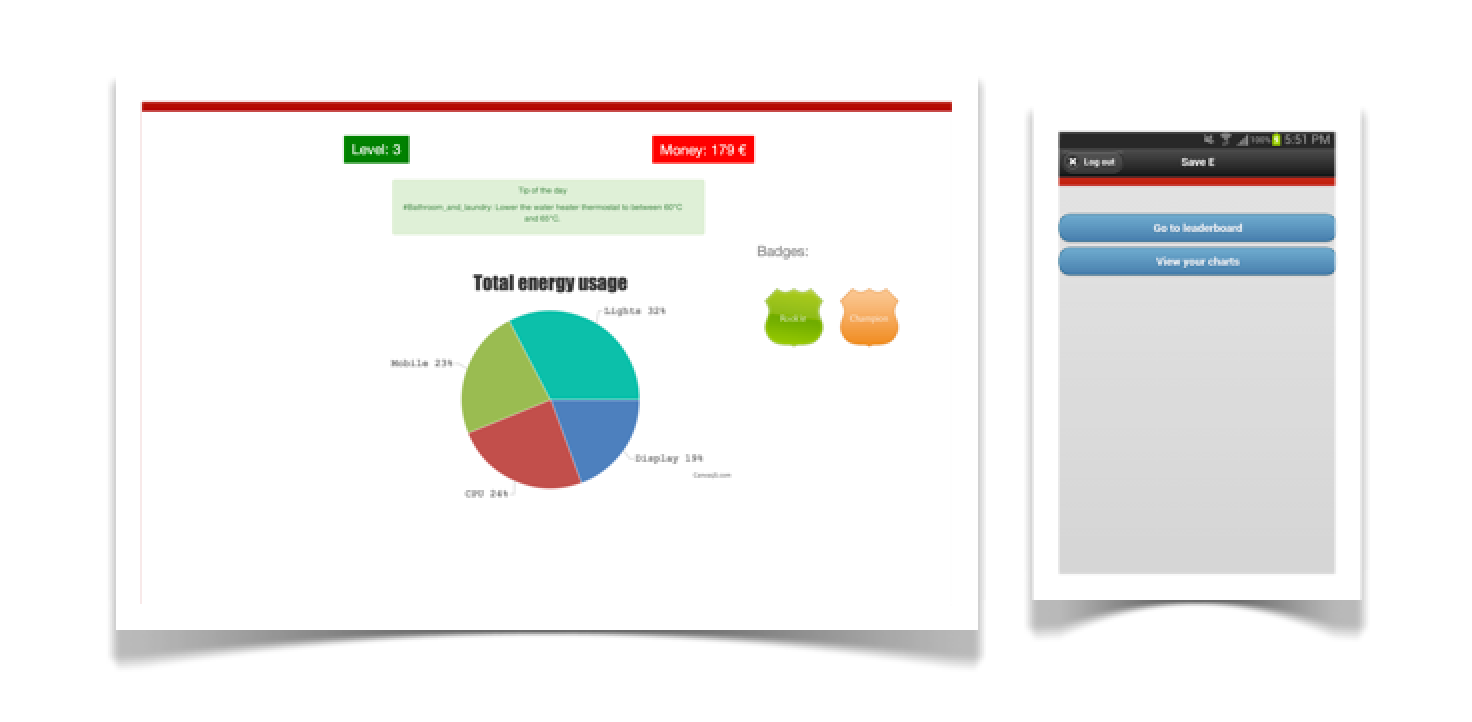 Level: 3
Money: 179 €
Tip of the day
#Bathroom_and_laundry: Lower the water heater thermostat to between 60°C
and 65°C.
Badges:
Rookie
Champion
Total energy usage
Lights 32%
Mobile 23%
Display 19%
CPU 26%
CanvasJS.com
100%
5:51 PM
Log out
Save E
Go to leaderboard
View your charts